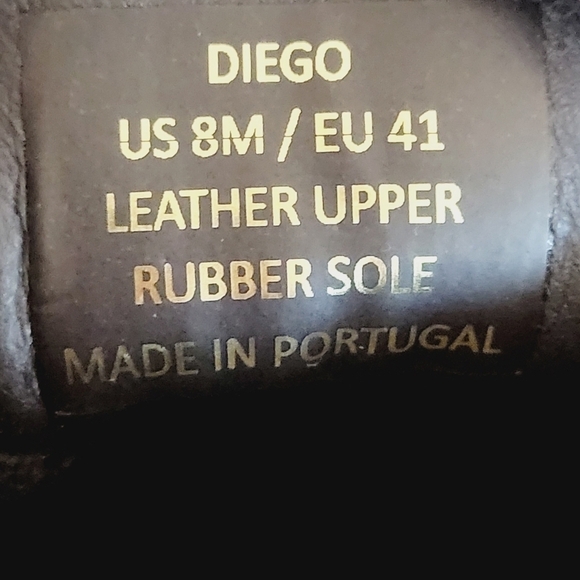 DIEGO
US 8M / EU 41
LEATHER UPPER
RUBBER SOLE
MADE IN PORTUGAL